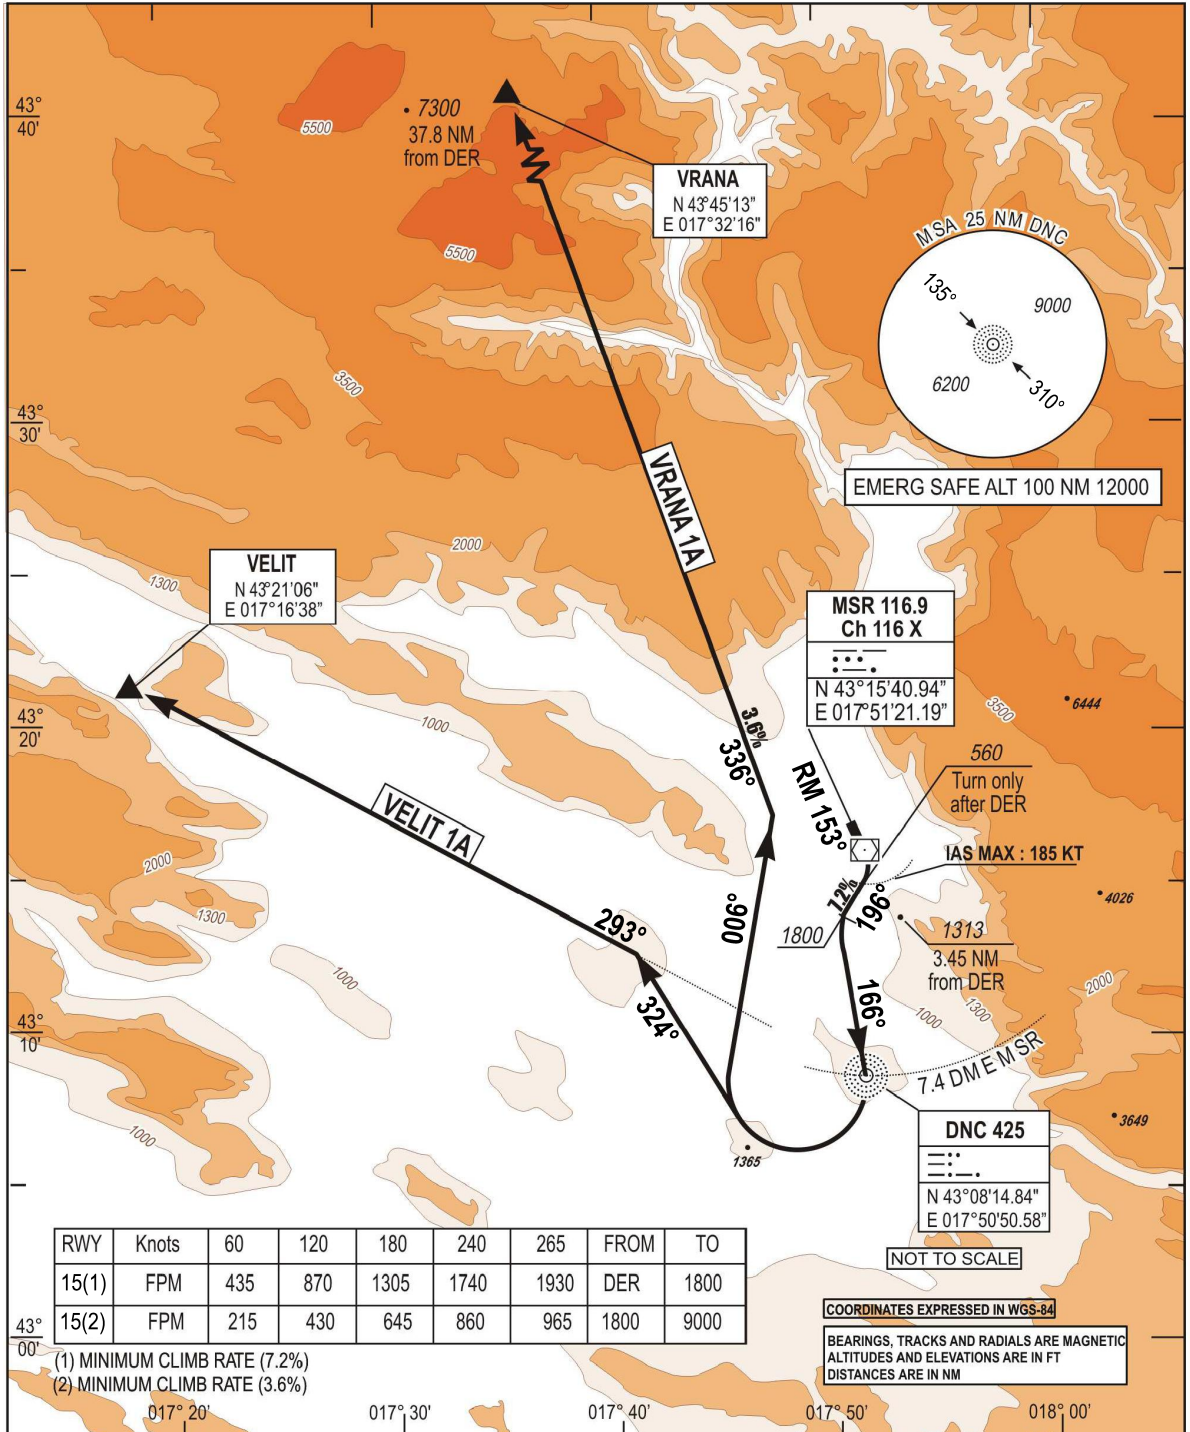 43°
40'
5500
7300
37.8 NM
from DER
VRANA
N 43°45'13"
E 017°32'16"
5500
MSA 25 NM DNC
135°
9000
6200
310°
3500
43°
30'
EMERG SAFE ALT 100 NM 12000
VRANA 1A
2000
1300
VELIT
N 43°21'06"
E 017°16'38"
MSR 116.9
Ch 116 X
N 43°15'40.94"
E 017°51'21.19"
3500
6444
43°
20'
1000
3.6%
336°
RM 153°
560
Turn only
after DER
VELIT 1A
IAS MAX : 185 KT
2000
7.2%
196°
4026
1300
006°
1800
293°
1313
3.45 NM
from DER
1000
2000
324°
166°
1000
1300
43°
10'
7.4 DME MSR
1000
1365
DNC 425
N 43°08'14.84"
E 017°50'50.58"
3649
NOT TO SCALE
RWY Knots 60 120 180 240 265 FROM TO
15(1) FPM 435 870 1305 1740 1930 DER 1800
15(2) FPM 215 430 645 860 965 1800 9000
(1) MINIMUM CLIMB RATE (7.2%)
(2) MINIMUM CLIMB RATE (3.6%)
43°
00'
COORDINATES EXPRESSED IN WGS-84
BEARINGS, TRACKS AND RADIALS ARE MAGNETIC
ALTITUDES AND ELEVATIONS ARE IN FT
DISTANCES ARE IN NM
017° 20'
017° 30'
017° 40'
017° 50'
018° 00'